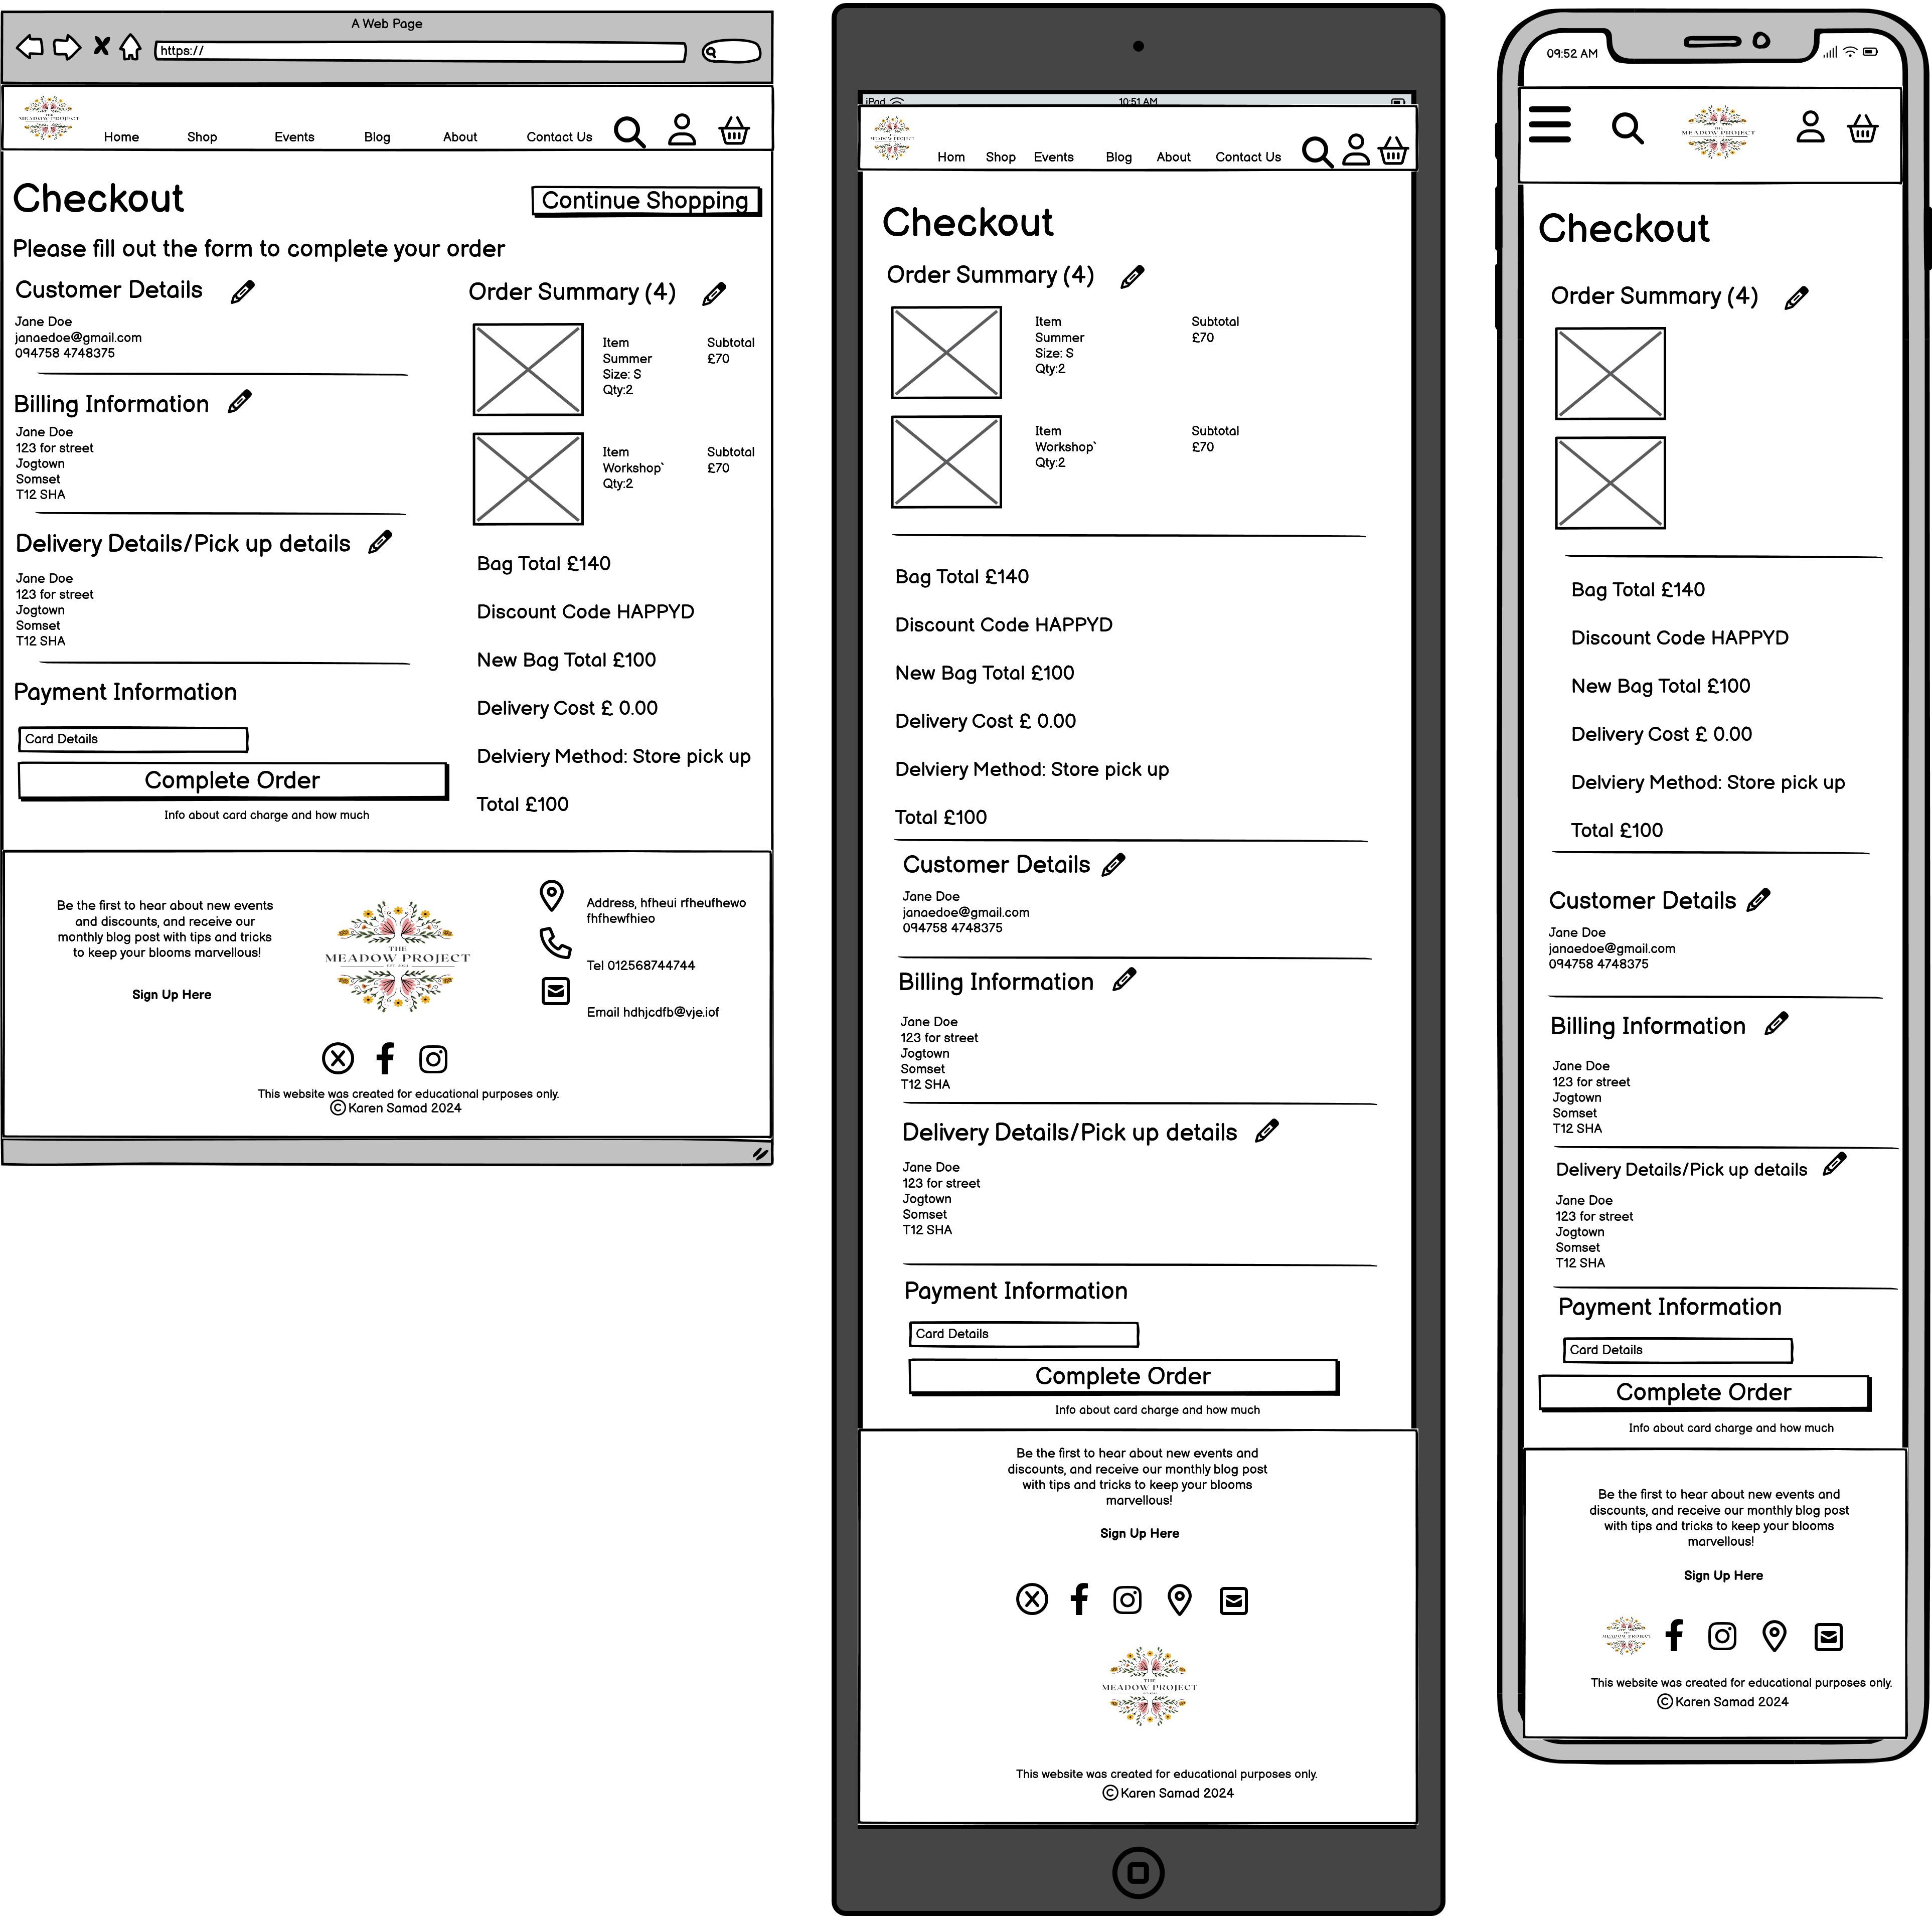 A Web Page
https://
THE
MEADOW PROJECT
Home Shop Events Blog About Contact Us
Checkout
Continue Shopping
Please fill out the form to complete your order
Customer Details
Jane Doe
janaedoe@gmail.com
094758 4748375
Billing Information
Jane Doe
123 for street
Jogtown
Somset
T12 SHA
Delivery Details/Pick up details
Jane Doe
123 for street
Jogtown
Somset
T12 SHA
Payment Information
Card Details
Complete Order
Info about card charge and how much
Order Summary (4)
Item Subtotal
Summer £70
Size: S
Qty:2
Item Subtotal
Workshop` £70
Qty:2
Bag Total £140
Discount Code HAPPYD
New Bag Total £100
Delivery Cost £ 0.00
Delviery Method: Store pick up
Total £100
Be the first to hear about new events
and discounts, and receive our
monthly blog post with tips and tricks
to keep your blooms marvellous!
Sign Up Here
THE
MEADOW PROJECT
Address, hfheui rfheufhewo
fhfhewfhieo
Tel 012568744744
Email hdhjcdfb@vje.iof
This website was created for educational purposes only.
© Karen Samad 2024
iPad 10:51 AM
THE
MEADOW PROJECT
Hom Shop Events Blog About Contact Us
Checkout
Order Summary (4)
Item Subtotal
Summer £70
Size: S
Qty:2
Item Subtotal
Workshop` £70
Qty:2
Bag Total £140
Discount Code HAPPYD
New Bag Total £100
Delivery Cost £ 0.00
Delviery Method: Store pick up
Total £100
Customer Details
Jane Doe
janaedoe@gmail.com
094758 4748375
Billing Information
Jane Doe
123 for street
Jogtown
Somset
T12 SHA
Delivery Details/Pick up details
Jane Doe
123 for street
Jogtown
Somset
T12 SHA
Payment Information
Card Details
Complete Order
Info about card charge and how much
Be the first to hear about new events and
discounts, and receive our monthly blog post
with tips and tricks to keep your blooms
marvellous!
Sign Up Here
THE
MEADOW PROJECT
This website was created for educational purposes only.
© Karen Samad 2024
09:52 AM
THE
MEADOW PROJECT
Checkout
Order Summary (4)
Bag Total £140
Discount Code HAPPYD
New Bag Total £100
Delivery Cost £ 0.00
Delviery Method: Store pick up
Total £100
Customer Details
Jane Doe
janaedoe@gmail.com
094758 4748375
Billing Information
Jane Doe
123 for street
Jogtown
Somset
T12 SHA
Delivery Details/Pick up details
Jane Doe
123 for street
Jogtown
Somset
T12 SHA
Payment Information
Card Details
Complete Order
Info about card charge and how much
Be the first to hear about new events and
discounts, and receive our monthly blog post
with tips and tricks to keep your blooms
marvellous!
Sign Up Here
MEADOW PROJECT
This website was created for educational purposes only.
© Karen Samad 2024